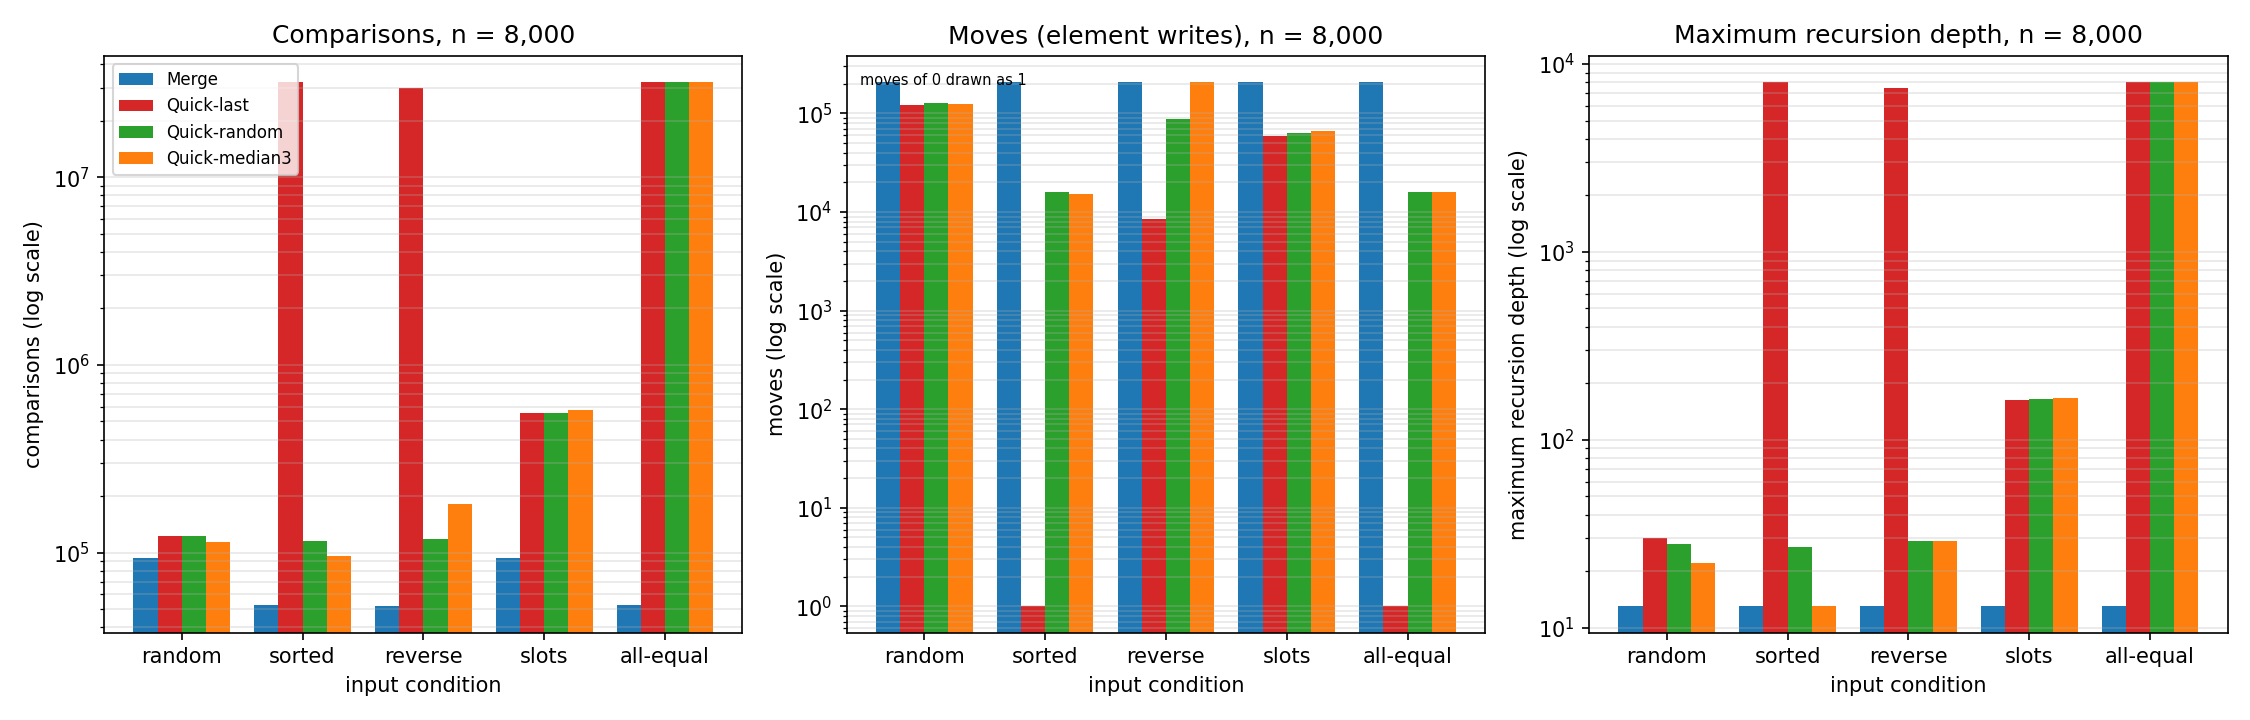 Comparisons, n = 8,000
Merge
Quick-last
Quick-random
Quick-median3
10^7
10^6
10^5
comparisons (log scale)
random sorted reverse slots all-equal
input condition
Moves (element writes), n = 8,000
moves of 0 drawn as 1
10^5
10^4
10^3
10^2
10^1
10^0
moves (log scale)
random sorted reverse slots all-equal
input condition
Maximum recursion depth, n = 8,000
10^4
10^3
10^2
10^1
maximum recursion depth (log scale)
random sorted reverse slots all-equal
input condition